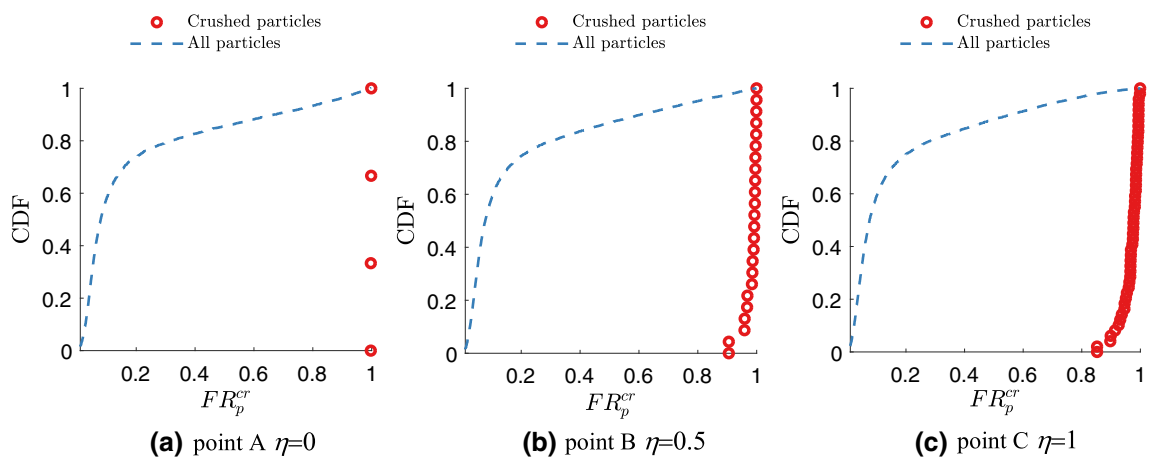 Crushed particles
All particles
1
0.8
0.6
0.4
0.2
0
CDF
0.2 0.4 0.6 0.8 1
FR_p^{cr}
(a) point A η=0
Crushed particles
All particles
1
0.8
0.6
0.4
0.2
0
CDF
0.2 0.4 0.6 0.8 1
FR_p^{cr}
(b) point B η=0.5
Crushed particles
All particles
1
0.8
0.6
0.4
0.2
0
CDF
0.2 0.4 0.6 0.8 1
FR_p^{cr}
(c) point C η=1